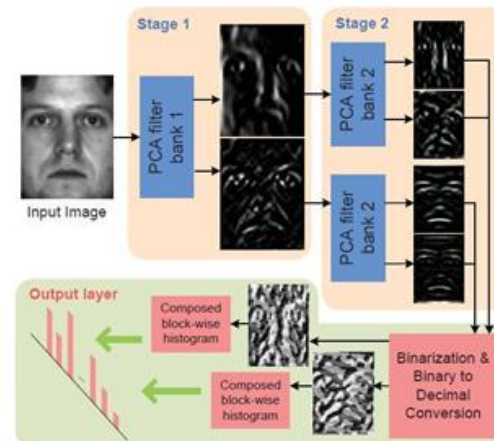 Stage 1
Stage 2
PCA filter
bank 1
PCA filter
bank 2
PCA filter
bank 2
Input Image
Output layer
Composed
block-wise
histogram
Composed
block-wise
histogram
Binarization &
Binary to
Decimal
Conversion